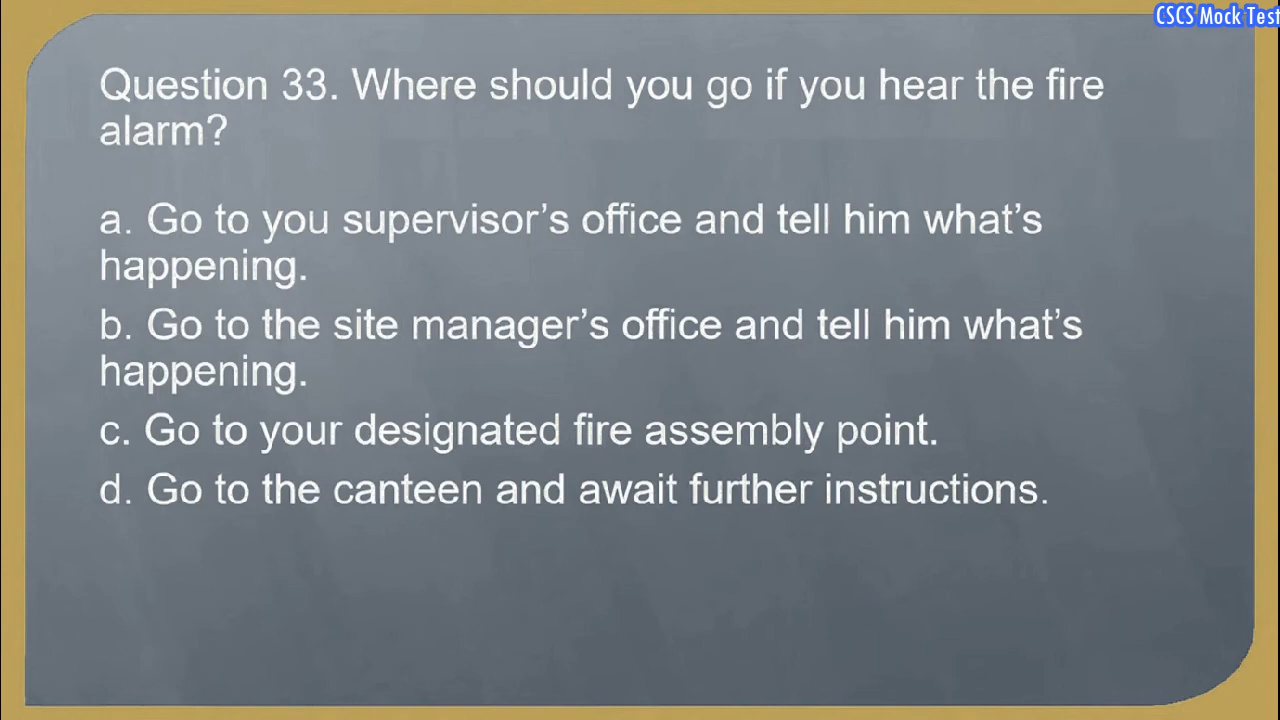 CSCS Mock Test
Question 33. Where should you go if you hear the fire
alarm?
a. Go to you supervisor’s office and tell him what’s
happening.
b. Go to the site manager’s office and tell him what’s
happening.
c. Go to your designated fire assembly point.
d. Go to the canteen and await further instructions.